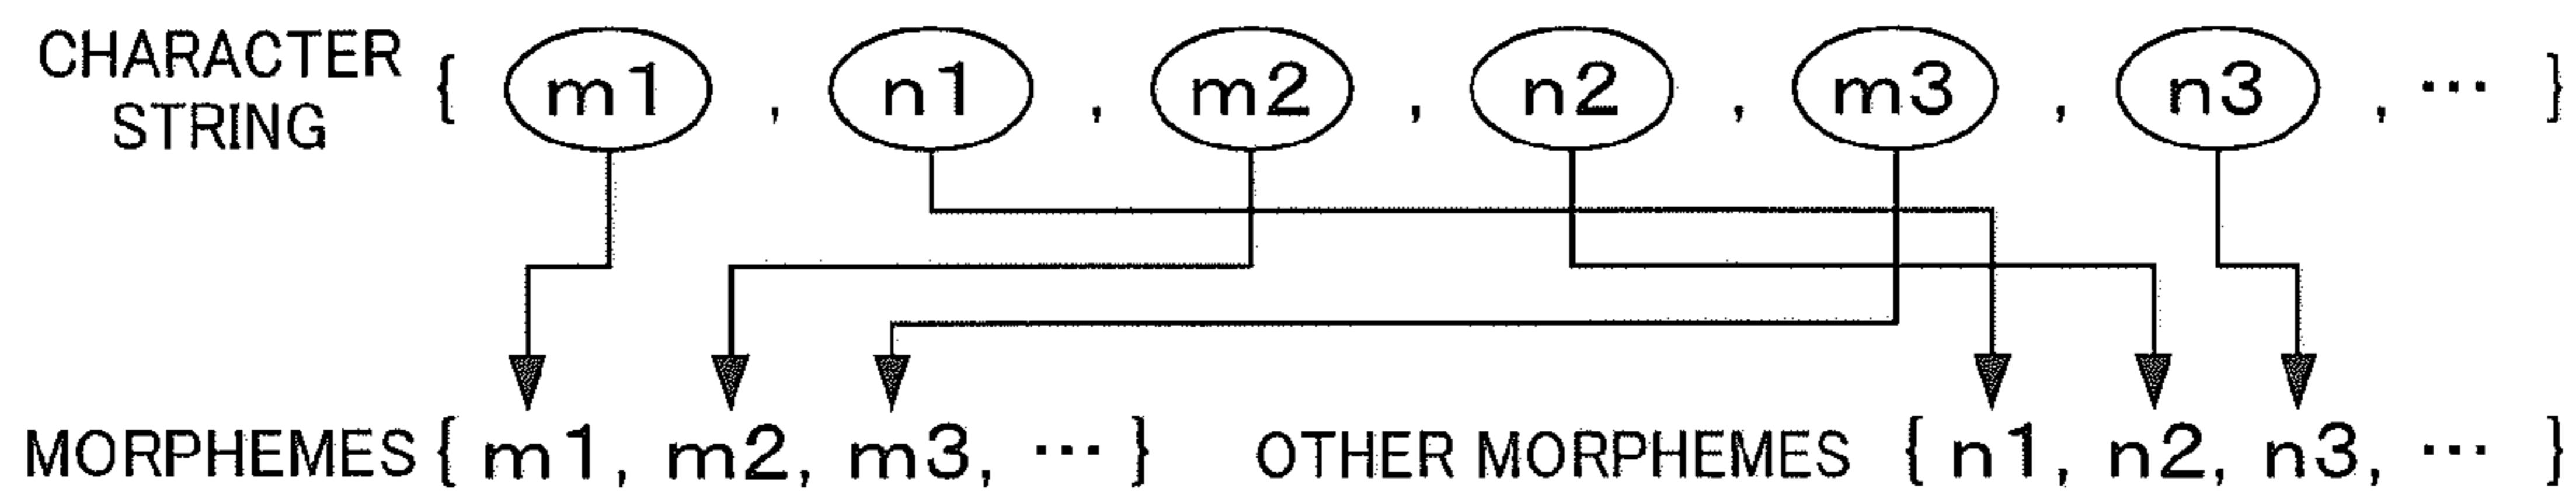 CHARACTER STRING { m1 , n1 , m2 , n2 , m3 , n3 , ··· }
MORPHEMES { m1, m2, m3, ··· } OTHER MORPHEMES { n1, n2, n3, ··· }